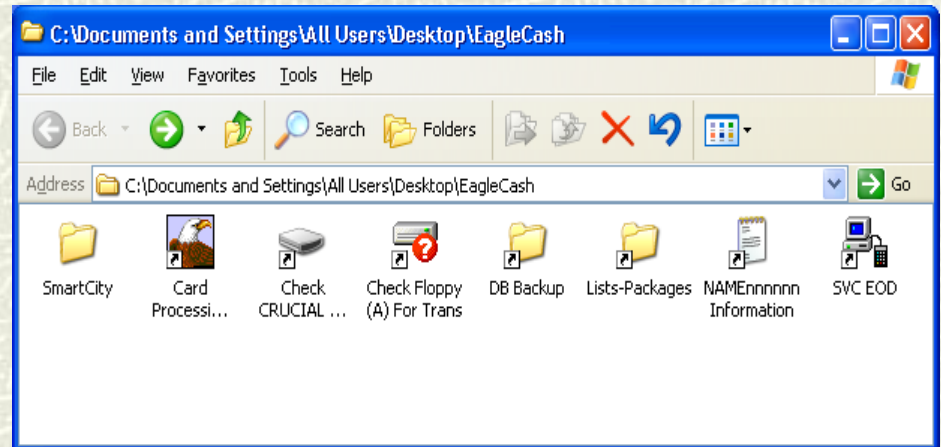 C:\Documents and Settings\All Users\Desktop\EagleCash
File Edit View Favorites Tools Help
Back Search Folders
Address C:\Documents and Settings\All Users\Desktop\EagleCash Go
SmartCity Card Check Check Floppy DB Backup Lists-Packages NAMEnnnnnn SVC EOD
Processi... CRUCIAL ... (A) For Trans Information